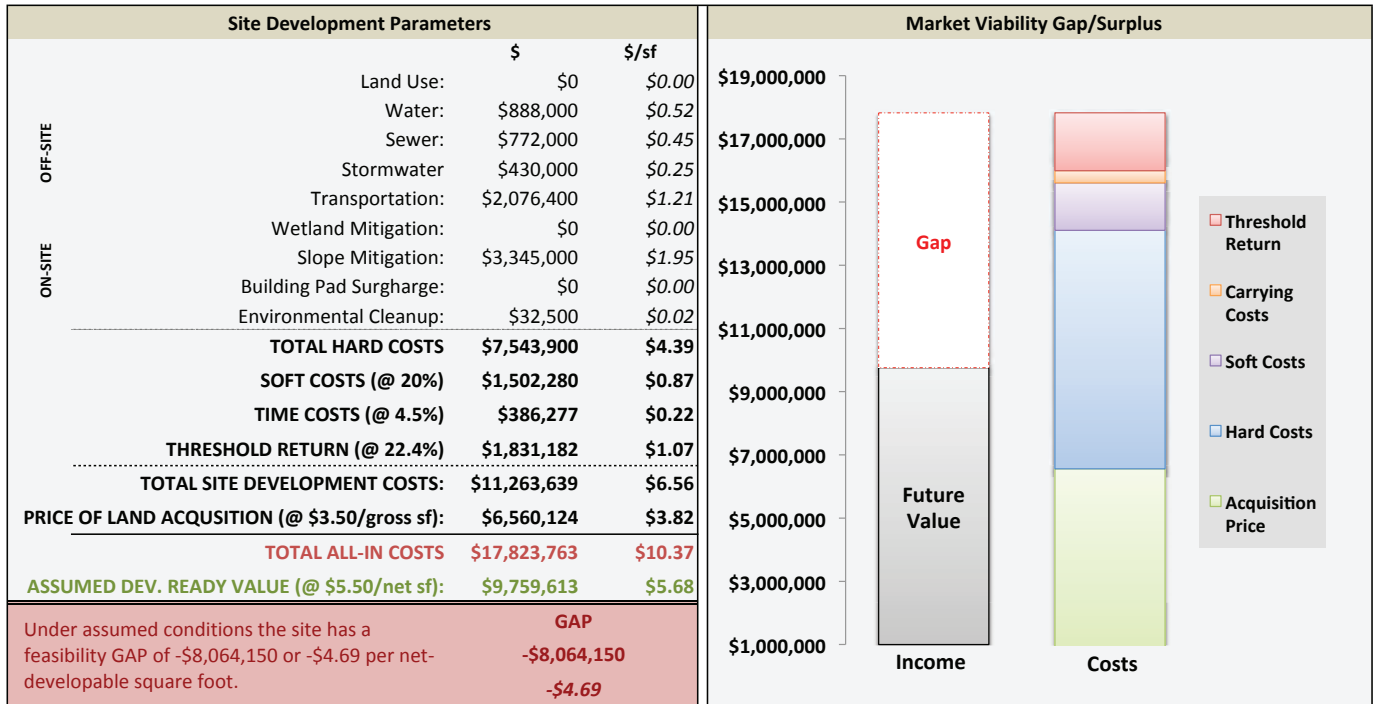 Site Development Parameters
$ $/sf
OFF-SITE
Land Use: $0 $0.00
Water: $888,000 $0.52
Sewer: $772,000 $0.45
Stormwater $430,000 $0.25
Transportation: $2,076,400 $1.21
ON-SITE
Wetland Mitigation: $0 $0.00
Slope Mitigation: $3,345,000 $1.95
Building Pad Surgharge: $0 $0.00
Environmental Cleanup: $32,500 $0.02
TOTAL HARD COSTS $7,543,900 $4.39
SOFT COSTS (@ 20%) $1,502,280 $0.87
TIME COSTS (@ 4.5%) $386,277 $0.22
THRESHOLD RETURN (@ 22.4%) $1,831,182 $1.07
TOTAL SITE DEVELOPMENT COSTS: $11,263,639 $6.56
PRICE OF LAND ACQUSITION (@ $3.50/gross sf): $6,560,124 $3.82
TOTAL ALL-IN COSTS $17,823,763 $10.37
ASSUMED DEV. READY VALUE (@ $5.50/net sf): $9,759,613 $5.68
Under assumed conditions the site has a
feasibility GAP of -$8,064,150 or -$4.69 per net-
developable square foot.
GAP
-$8,064,150
-$4.69
Market Viability Gap/Surplus
$19,000,000
$17,000,000
$15,000,000
$13,000,000
$11,000,000
$9,000,000
$7,000,000
$5,000,000
$3,000,000
$1,000,000
Gap
Future
Value
Income
Costs
Threshold
Return
Carrying
Costs
Soft Costs
Hard Costs
Acquisition
Price